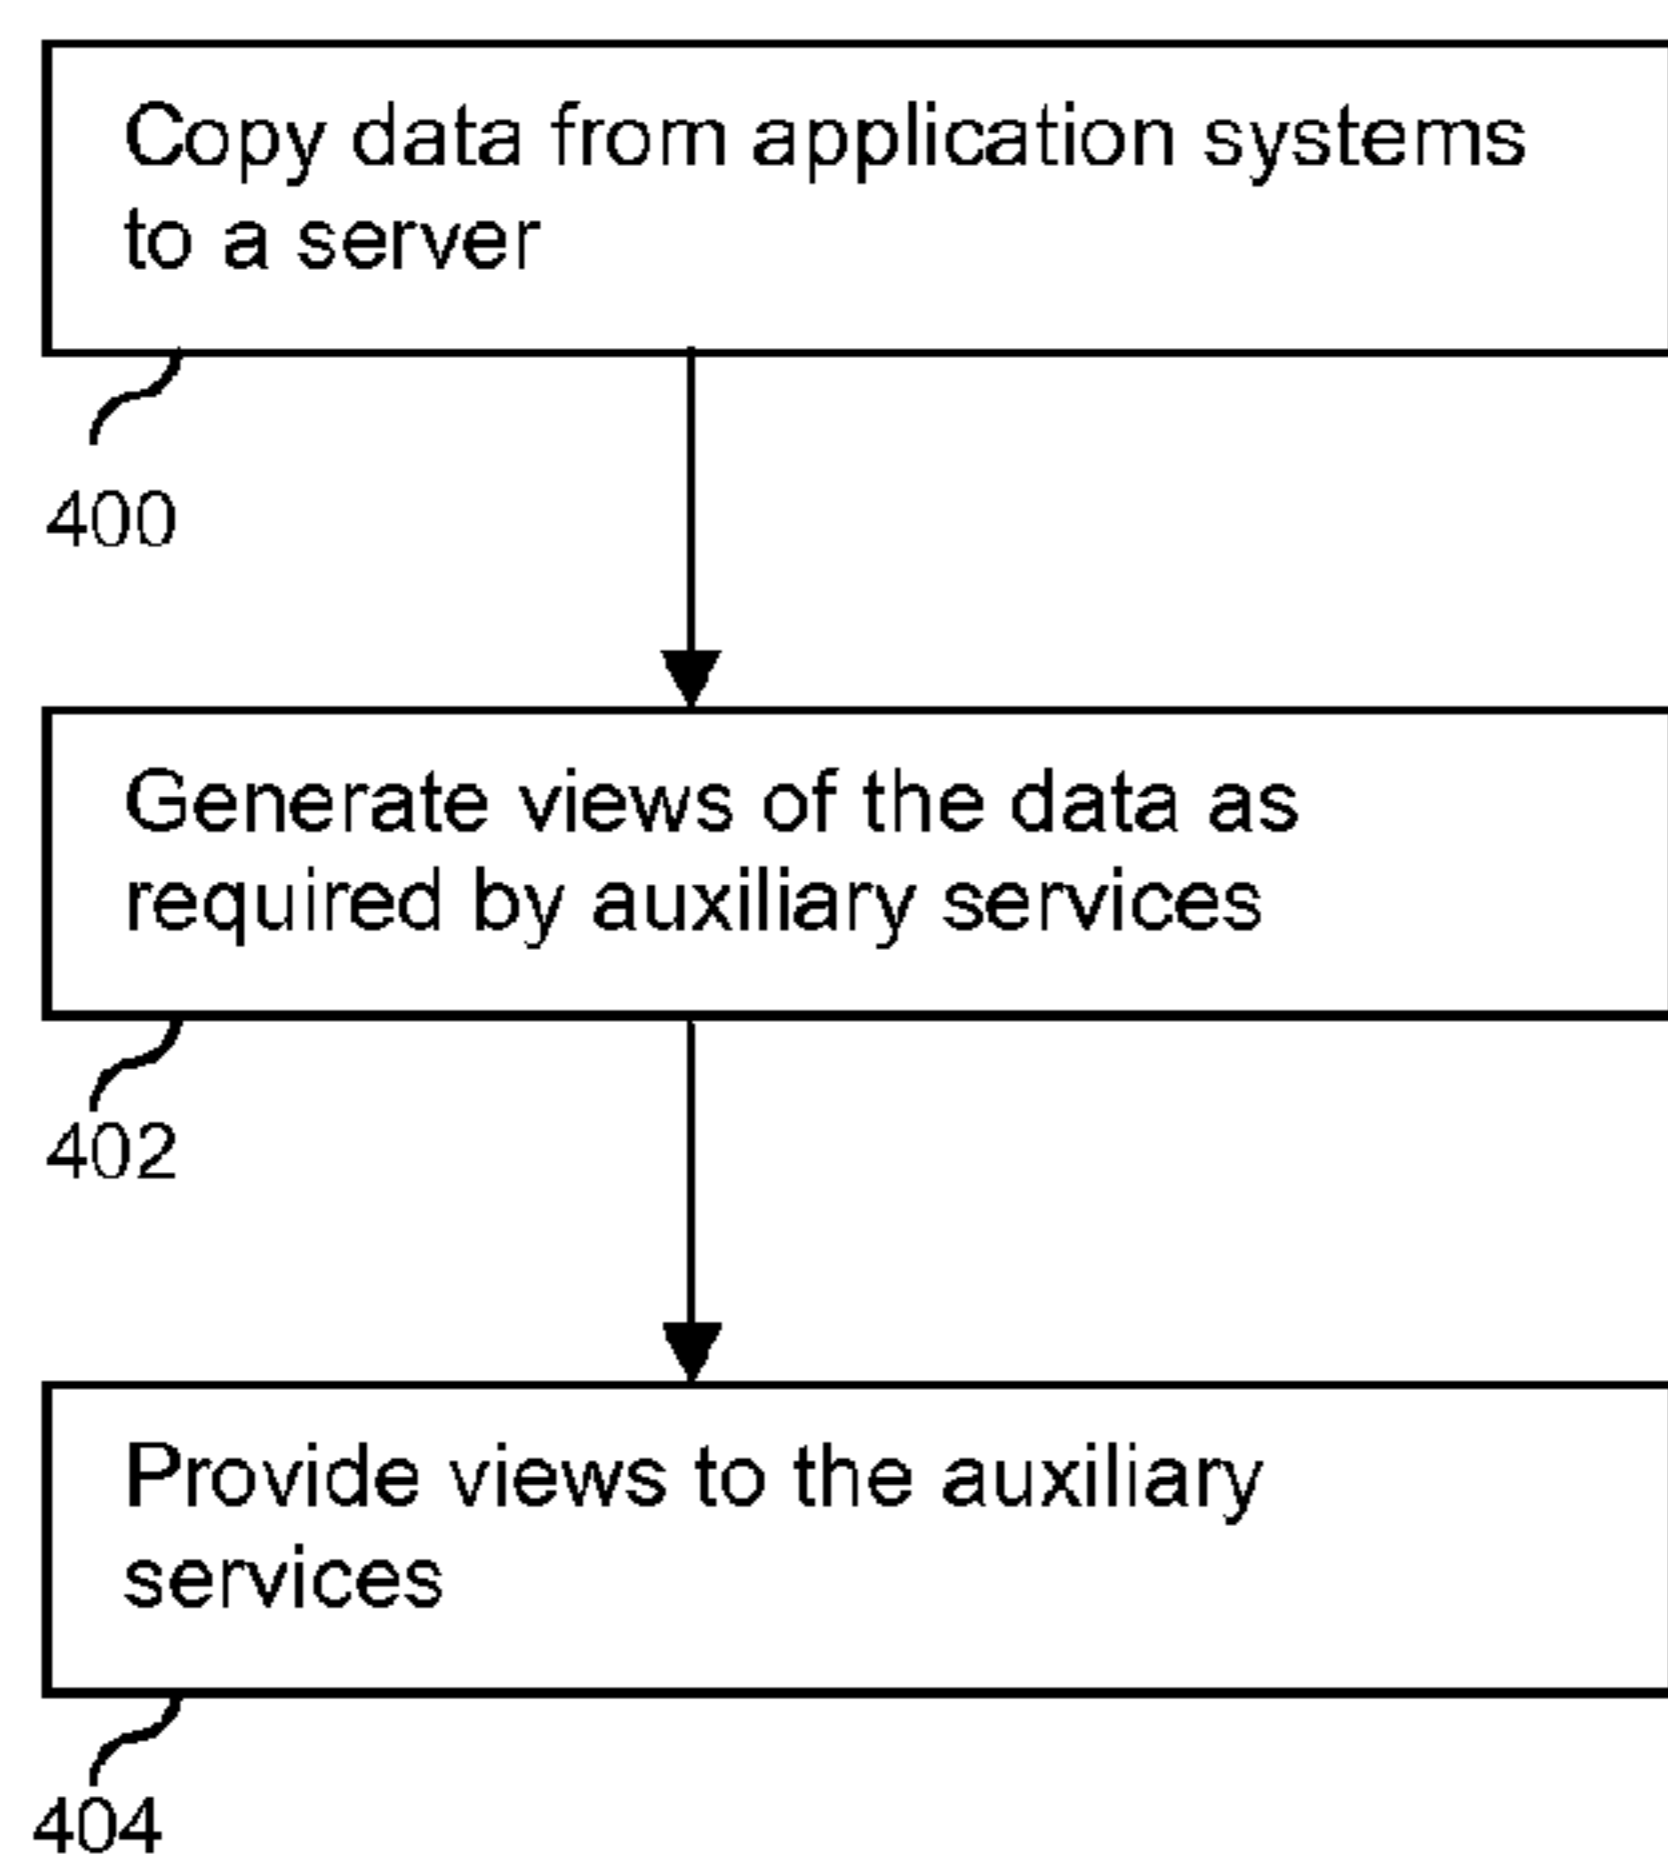 Copy data from application systems
to a server
400
Generate views of the data as
required by auxiliary services
402
Provide views to the auxiliary
services
404